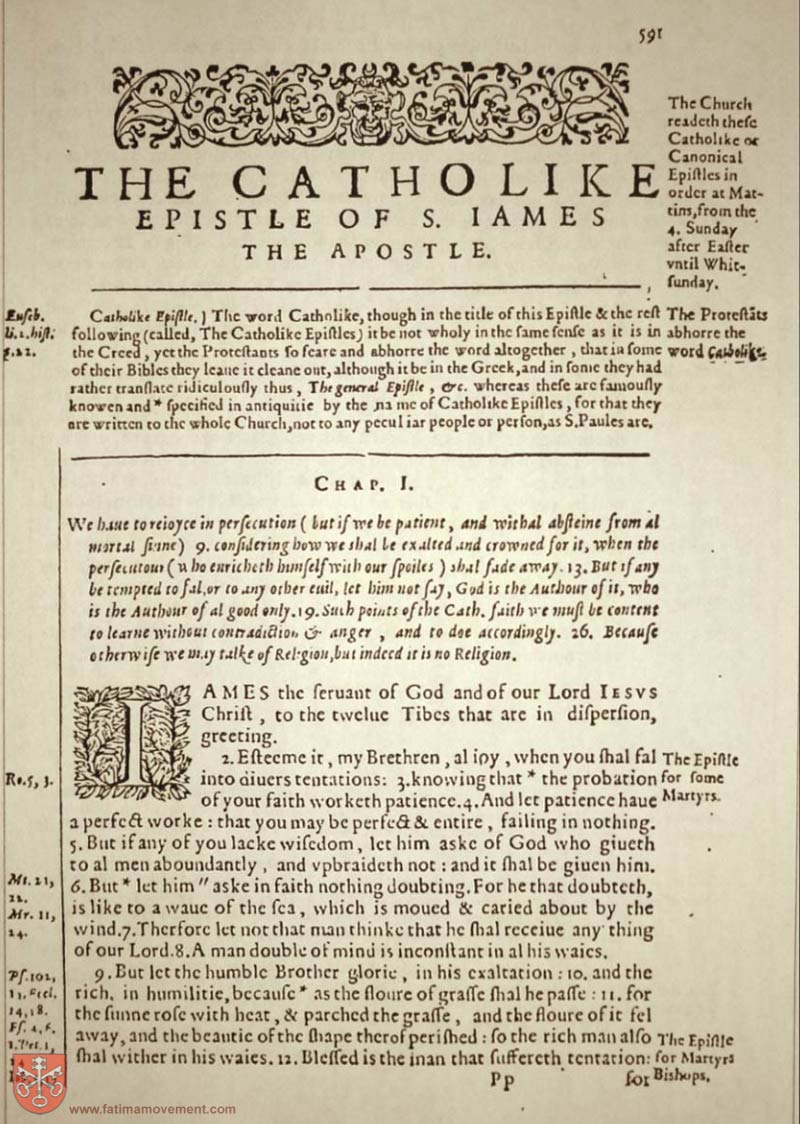 591
THE CATHOLIKE
EPISTLE OF S. IAMES
THE APOSTLE.
The Church
readeth theſe
Catholike or
Canonical
Epiſtles in
order at Mat-
tins, from the
4. Sunday
after Eaſter
vntil Whit-
ſunday.
Euſeb.
li. 2. hiſt.
c. 22.
Catholike Epiſtle. ) The word Catholike, though in the title of this Epiſtle & the reſt
following (called, The Catholike Epiſtles) it be not wholy in the ſame ſenſe as it is in
the Creed, yet the Proteſtants ſo feare and abhorre the word altogether, that in ſome
of their Bibles they leaue it cleane out, although it be in the Greek, and in ſome they had
rather tranſlate ridiculouſly thus, The general Epiſtle, &c. whereas theſe are famouſly
knowen and * ſpecified in antiquitie by the name of Catholike Epiſtles, for that they
are written to the whole Church, not to any peculiar people or perſon, as S. Paules are.
The Proteſtāts
abhorre the
word Catholike.
CHAP. I.
We haue to reioyce in perſecution ( but if we be patient, and withal abſteine from al
mortal ſinne) 9. conſidering how we ſhal be exalted and crowned for it, when the
perſecutour (who enricheth himſelf with our ſpoiles ) ſhal fade away. 13. But if any
be tempted to fal, or to any other euil, let him not ſay, God is the Authour of it, who
is the Authour of al good only. 19. Such points of the Cath. faith we muſt be content
to learne without contradiction & anger, and to doe accordingly. 26. Becauſe
otherwiſe we may talke of Religion, but indeed it is no Religion.
IAMES the ſeruant of God and of our Lord IESVS
Chriſt, to the twelue Tibes that are in diſperſion,
greeting.
2. Eſteeme it, my Brethren, al ioy, when you ſhal fal
into diuers tentations: 3. knowing that * the probation
of your faith worketh patience. 4. And let patience haue
a perfect worke: that you may be perfect & entire, failing in nothing.
5. But if any of you lacke wiſedom, let him aske of God who giueth
to al men aboundantly, and vpbraideth not: and it ſhal be giuen him.
6. But * let him " aske in faith nothing doubting. For he that doubteth,
is like to a waue of the ſea, which is moued & caried about by the
wind. 7. Therfore let not that man thinke that he ſhal receiue any thing
of our Lord. 8. A man double of mind is inconſtant in al his waies.
9. But let the humble Brother glorie, in his exaltation: 10. and the
rich, in humilitie, becauſe * as the floure of graſſe ſhal he paſſe: 11. for
the ſunne roſe with heat, & parched the graſſe, and the floure of it fel
away, and the beautie of the ſhape therof periſhed: ſo the rich man alſo
ſhal wither in his waies. 12. Bleſſed is the man that ſuffereth tentation:
Pp
for
Ro. 5, 3.
Mt. 21,
22.
Mr. 11,
24.
Pſ. 102,
14, 18.
The Epiſtle
for ſome
Martyrs.
The Epiſtle
for Martyrs
Bishops.
www.fatimamovement.com